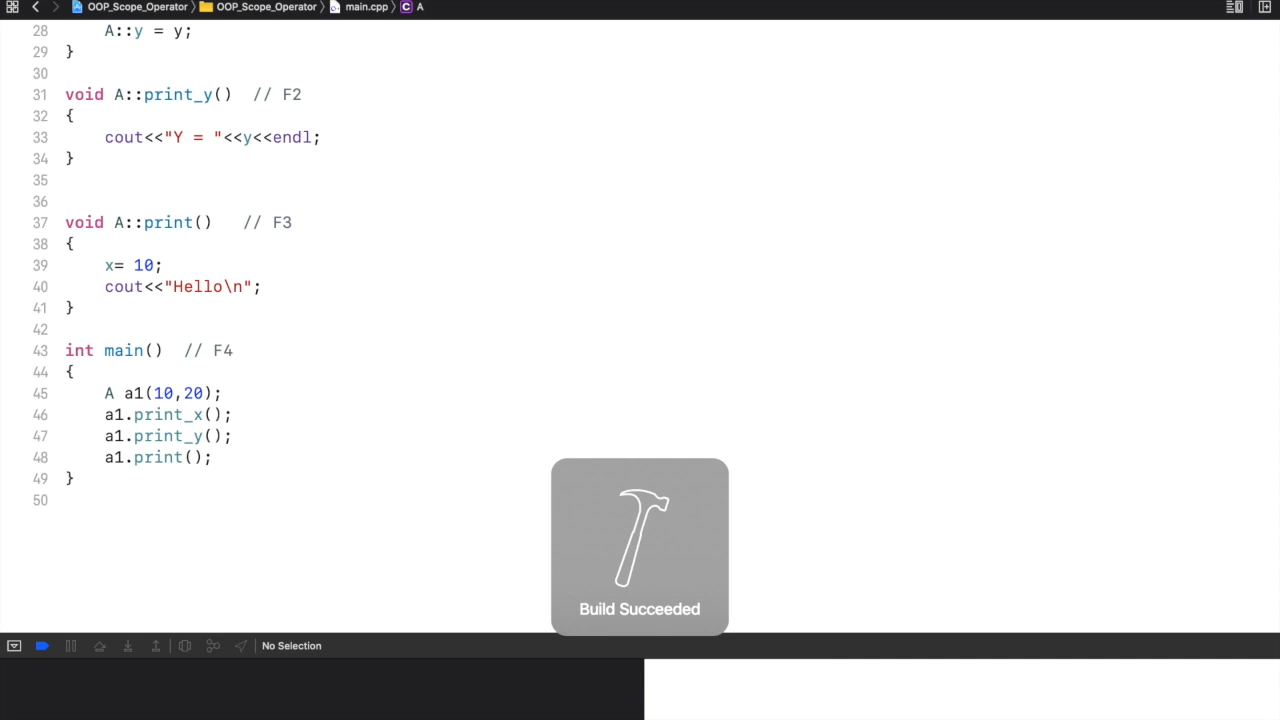 OOP_Scope_Operator OOP_Scope_Operator main.cpp C A
28 A::y = y;
29 }
30
31 void A::print_y()  // F2
32 {
33 cout<<"Y = "<<y<<endl;
34 }
35
36
37 void A::print()   // F3
38 {
39 x= 10;
40 cout<<"Hello\n";
41 }
42
43 int main()  // F4
44 {
45 A a1(10,20);
46 a1.print_x();
47 a1.print_y();
48 a1.print();
49 }
50
Build Succeeded
No Selection